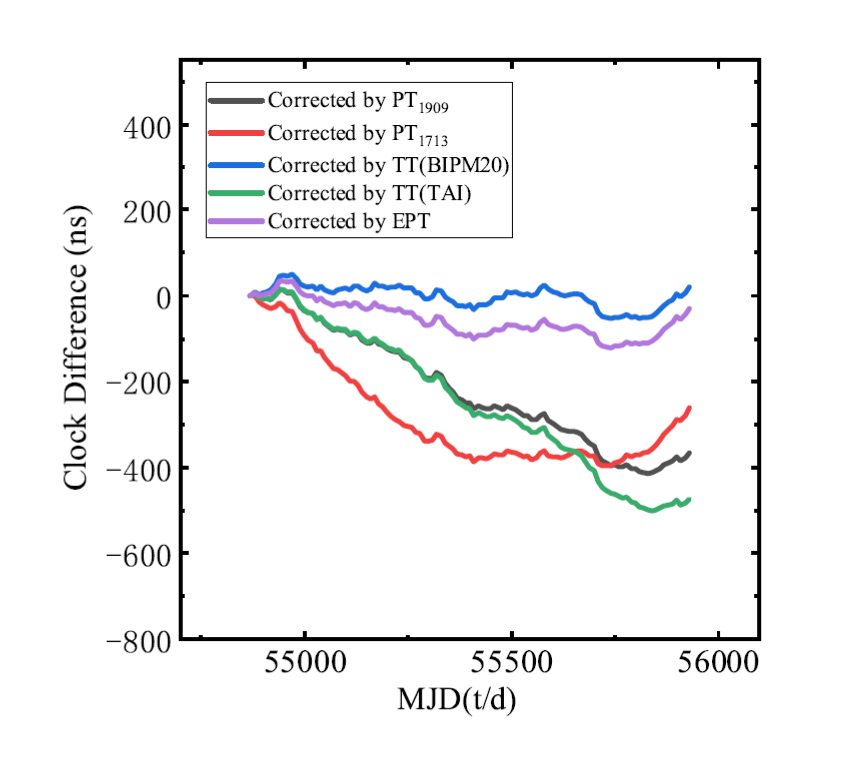 Corrected by PT1909
Corrected by PT1713
Corrected by TT(BIPM20)
Corrected by TT(TAI)
Corrected by EPT
400
200
0
−200
−400
−600
−800
Clock Difference (ns)
55000 55500 56000
MJD(t/d)